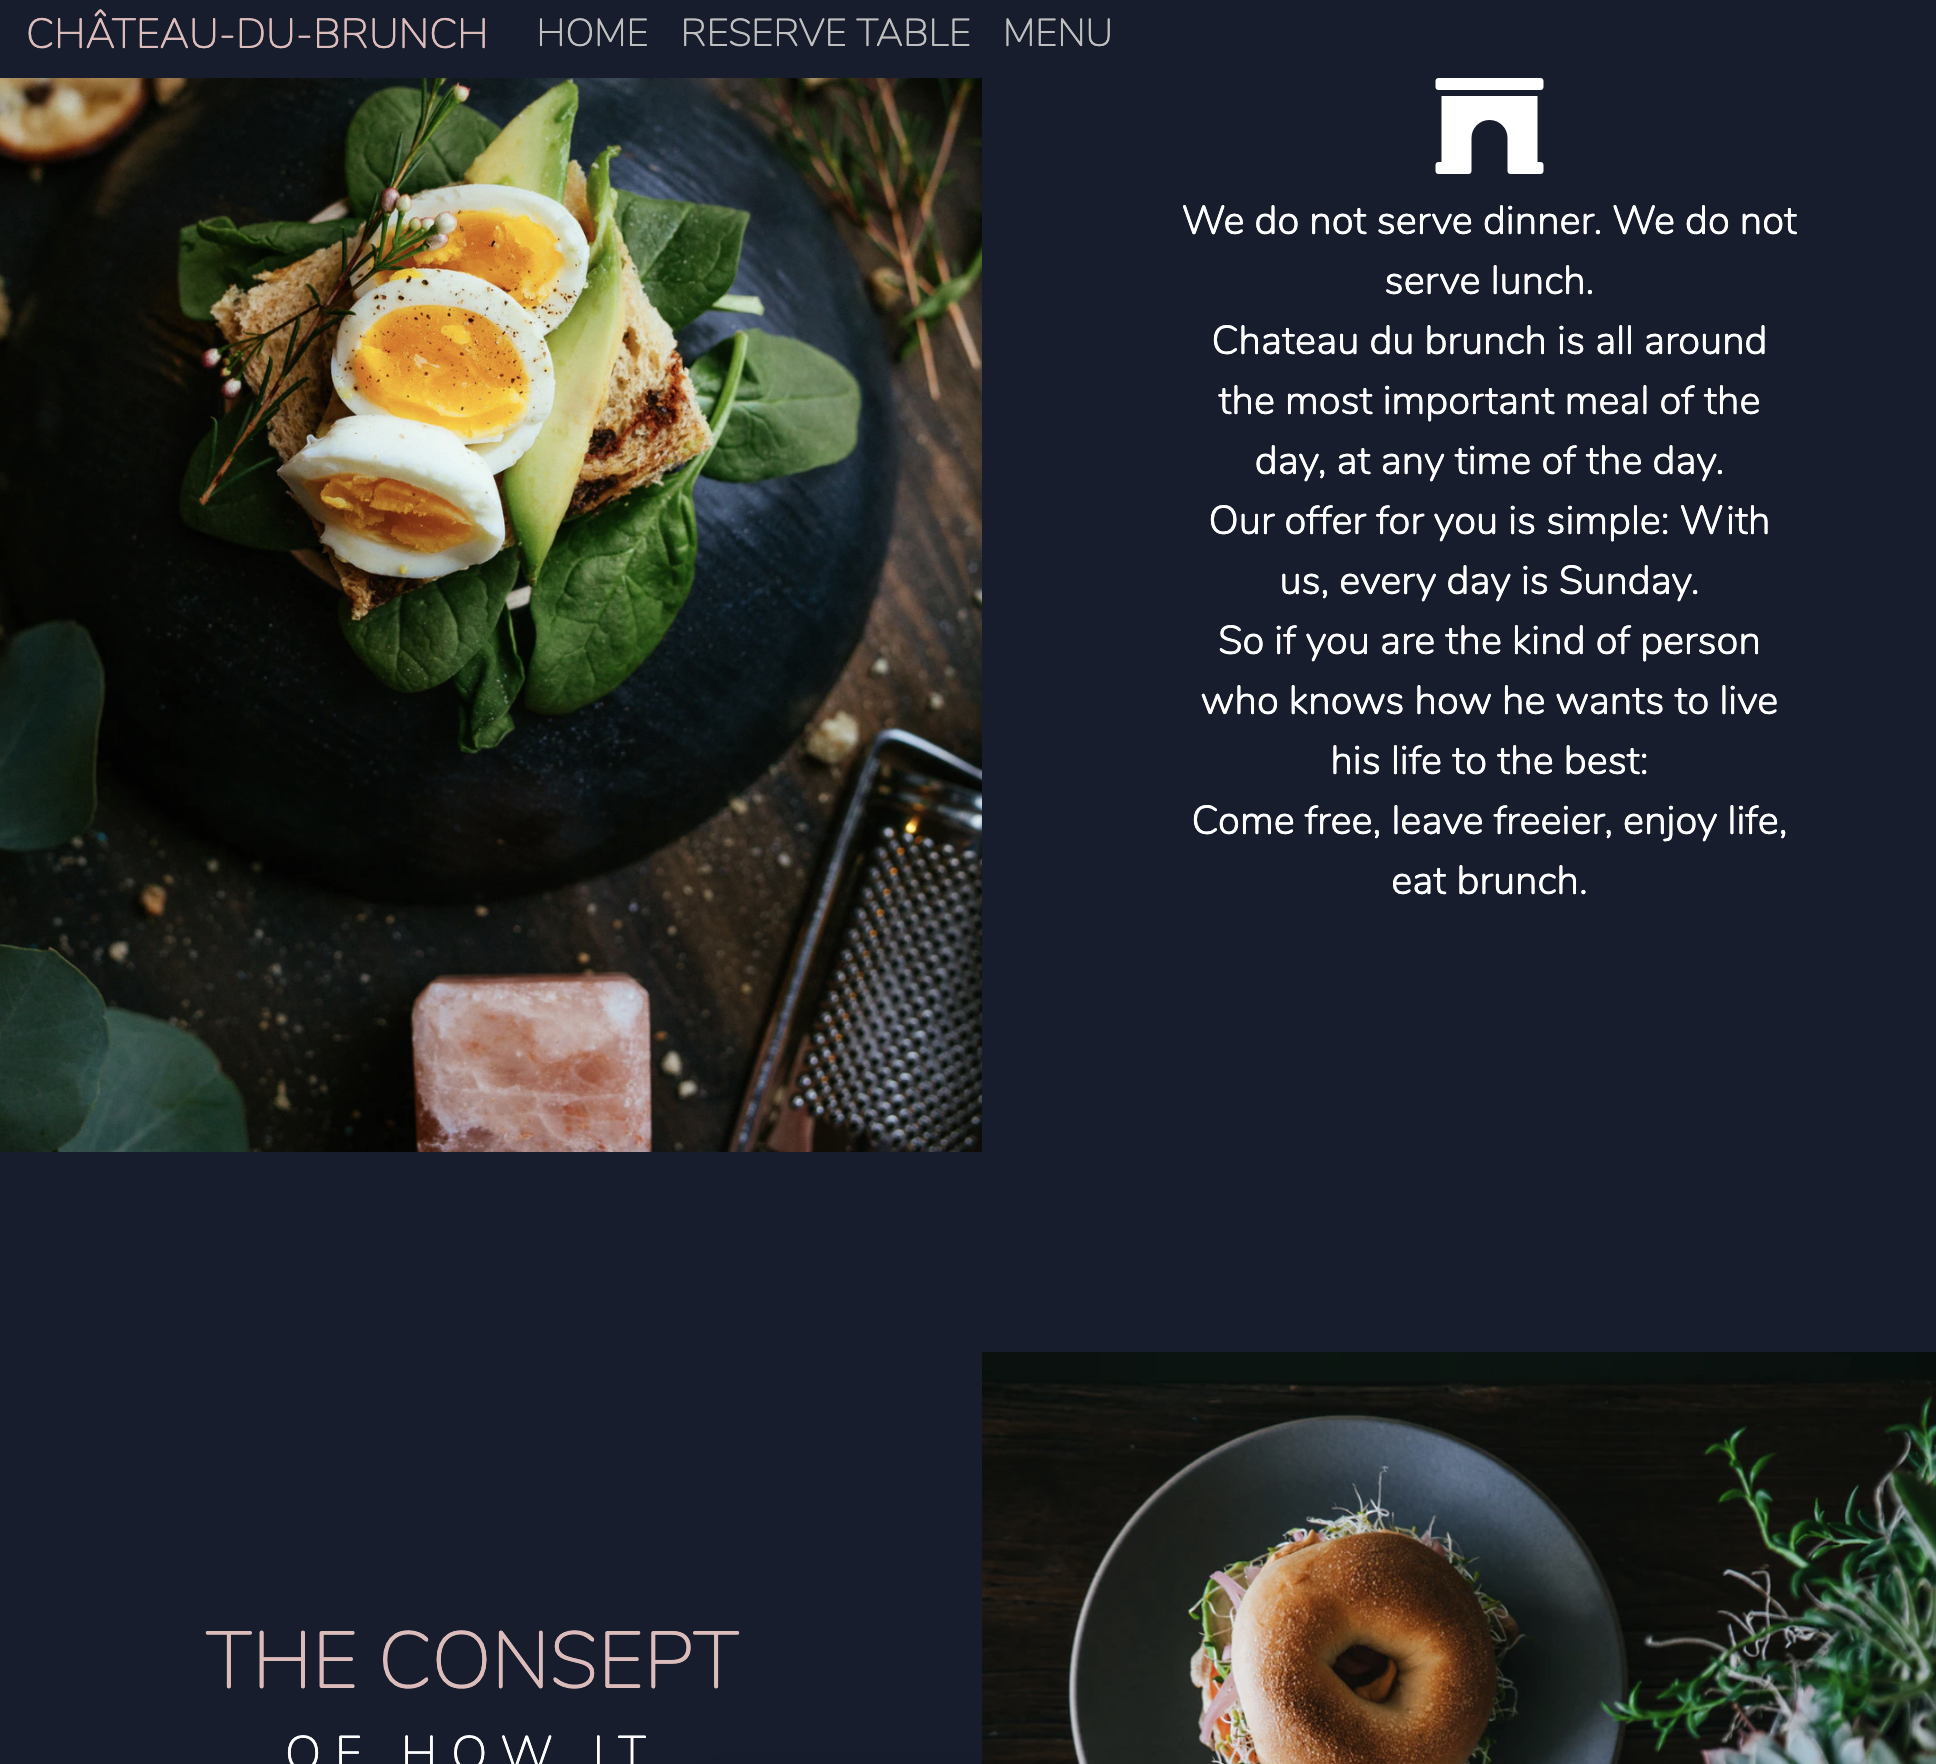 CHÂTEAU-DU-BRUNCH HOME RESERVE TABLE MENU
We do not serve dinner. We do not
serve lunch.
Chateau du brunch is all around
the most important meal of the
day, at any time of the day.
Our offer for you is simple: With
us, every day is Sunday.
So if you are the kind of person
who knows how he wants to live
his life to the best:
Come free, leave freeier, enjoy life,
eat brunch.
THE CONSEPT
OF HOW IT